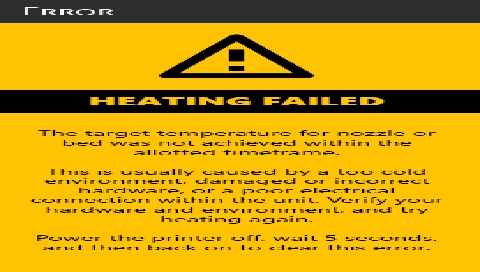 Error
HEATING FAILED
The target temperature for nozzle or
bed was not achieved within the
allotted timeframe.
This is usually caused by a too cold
environment, damaged or incorrect
hardware, or a poor electrical
connection within the unit. Verify your
hardware and environment, and try
heating again.
Power the printer off, wait 5 seconds,
and then back on to clear this error.